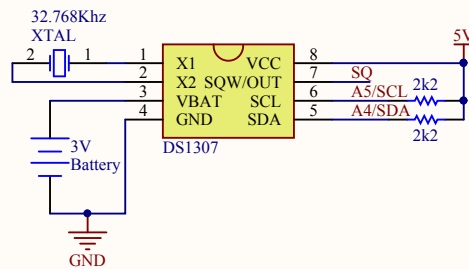 32.768Khz
XTAL
2 1
5V
1 X1 VCC 8
2 X2 SQW/OUT 7 SQ
3 VBAT SCL 6 A5/SCL 2k2
4 GND SDA 5 A4/SDA 2k2
DS1307
3V
Battery
GND